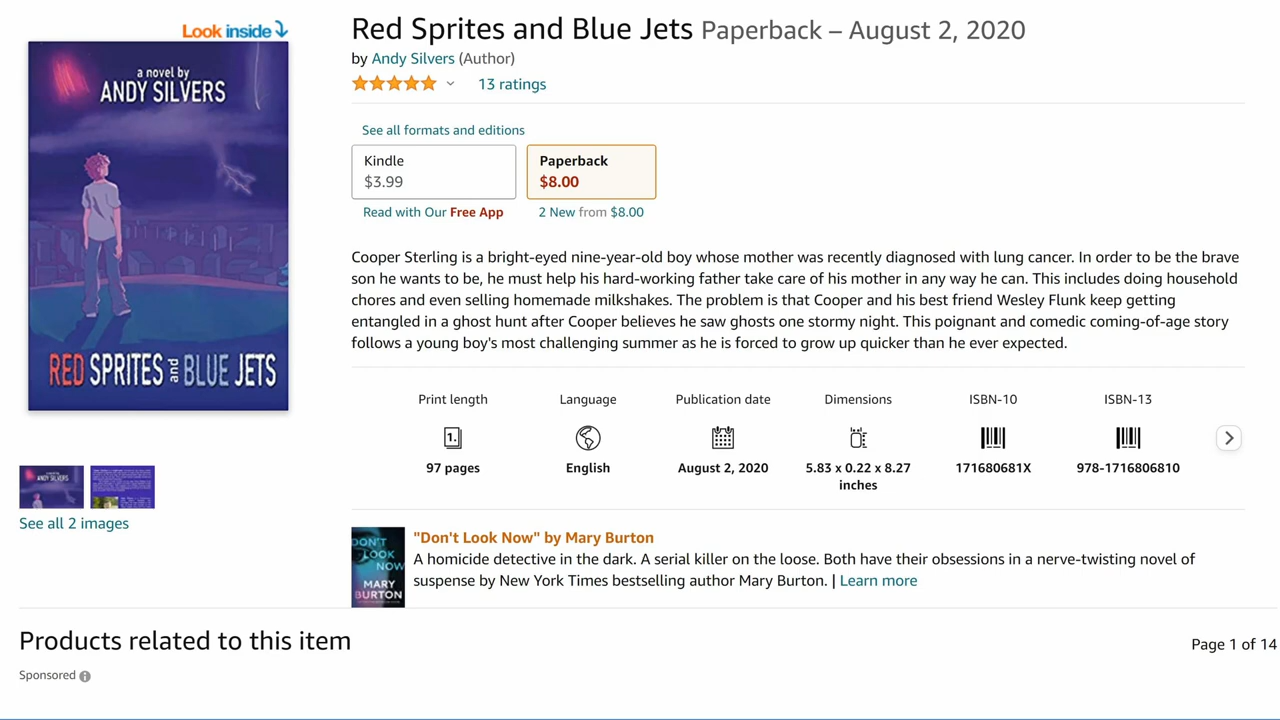 Look inside
a novel by
ANDY SILVERS
RED SPRITES and BLUE JETS
See all 2 images
Red Sprites and Blue Jets Paperback – August 2, 2020
by Andy Silvers (Author)
13 ratings
See all formats and editions
Kindle
$3.99
Read with Our Free App
Paperback
$8.00
2 New from $8.00
Cooper Sterling is a bright-eyed nine-year-old boy whose mother was recently diagnosed with lung cancer. In order to be the brave
son he wants to be, he must help his hard-working father take care of his mother in any way he can. This includes doing household
chores and even selling homemade milkshakes. The problem is that Cooper and his best friend Wesley Flunk keep getting
entangled in a ghost hunt after Cooper believes he saw ghosts one stormy night. This poignant and comedic coming-of-age story
follows a young boy's most challenging summer as he is forced to grow up quicker than he ever expected.
Print length
1.
97 pages
Language
English
Publication date
August 2, 2020
Dimensions
5.83 x 0.22 x 8.27
inches
ISBN-10
171680681X
ISBN-13
978-1716806810
DON'T
LOOK
NOW
MARY
BURTON
"Don't Look Now" by Mary Burton
A homicide detective in the dark. A serial killer on the loose. Both have their obsessions in a nerve-twisting novel of
suspense by New York Times bestselling author Mary Burton. | Learn more
Products related to this item
Page 1 of 14
Sponsored